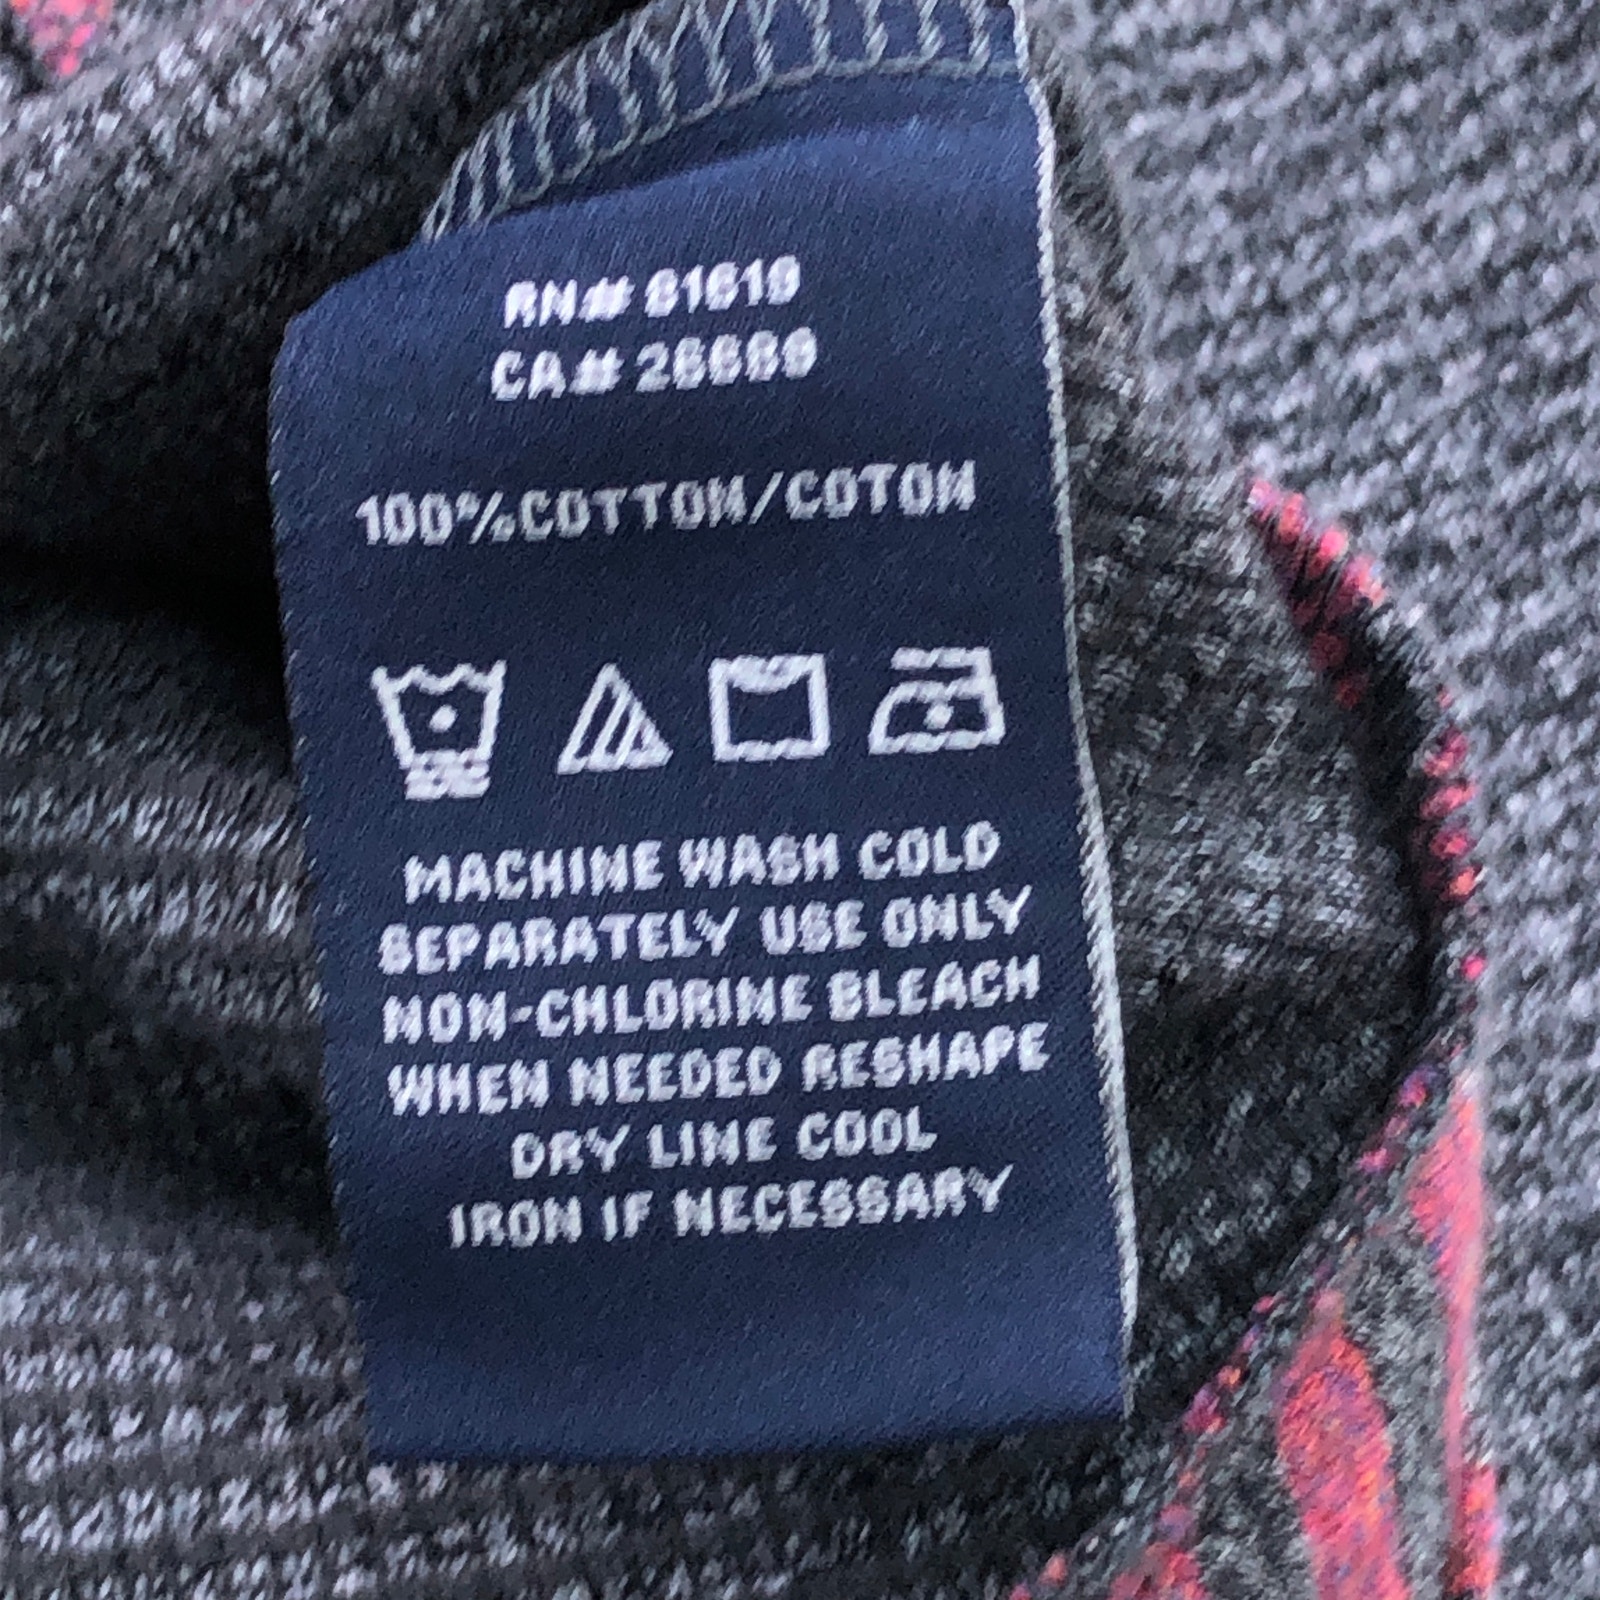 RN# 81619
CA# 26689
100%COTTON/COTON
MACHINE WASH COLD
SEPARATELY USE ONLY
NON-CHLORINE BLEACH
WHEN NEEDED RESHAPE
DRY LINE COOL
IRON IF NECESSARY